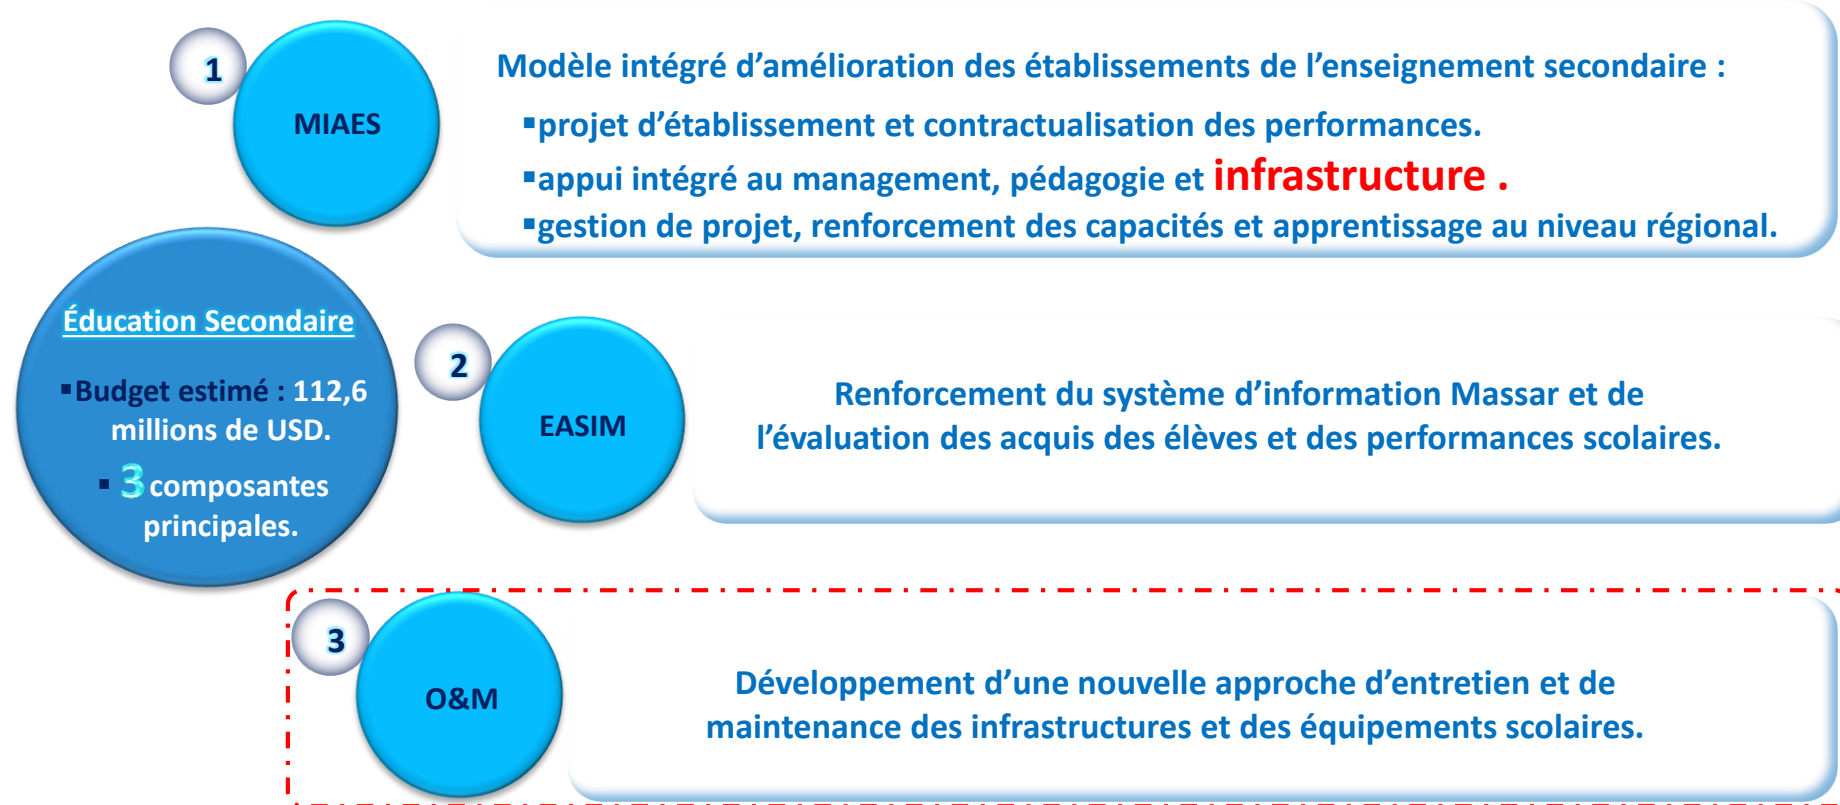 1
MIAES
Modèle intégré d’amélioration des établissements de l’enseignement secondaire :
▪projet d’établissement et contractualisation des performances.
▪appui intégré au management, pédagogie et infrastructure .
▪gestion de projet, renforcement des capacités et apprentissage au niveau régional.
Éducation Secondaire
▪Budget estimé : 112,6
millions de USD.
▪ 3 composantes
principales.
2
EASIM
Renforcement du système d’information Massar et de
l’évaluation des acquis des élèves et des performances scolaires.
3
O&M
Développement d’une nouvelle approche d’entretien et de
maintenance des infrastructures et des équipements scolaires.